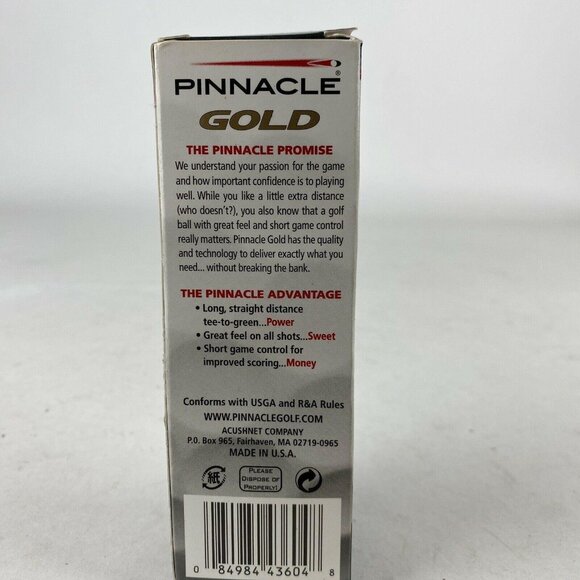 PINNACLE®
GOLD
THE PINNACLE PROMISE
We understand your passion for the game
and how important confidence is to playing
well. While you like a little extra distance
(who doesn't?), you also know that a golf
ball with great feel and short game control
really matters. Pinnacle Gold has the quality
and technology to deliver exactly what you
need... without breaking the bank.
THE PINNACLE ADVANTAGE
• Long, straight distance
tee-to-green...Power
• Great feel on all shots...Sweet
• Short game control for
improved scoring...Money
Conforms with USGA and R&A Rules
WWW.PINNACLEGOLF.COM
ACUSHNET COMPANY
P.O. Box 965, Fairhaven, MA 02719-0965
MADE IN U.S.A.
紙
PLEASE
DISPOSE OF
PROPERLY!
0 84984 43604 8